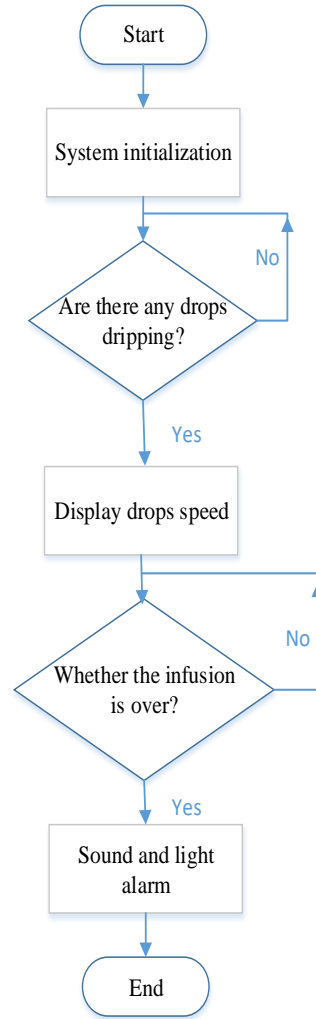 Start
System initialization
No
Are there any drops
dripping?
Yes
Display drops speed
No
Whether the infusion
is over?
Yes
Sound and light
alarm
End